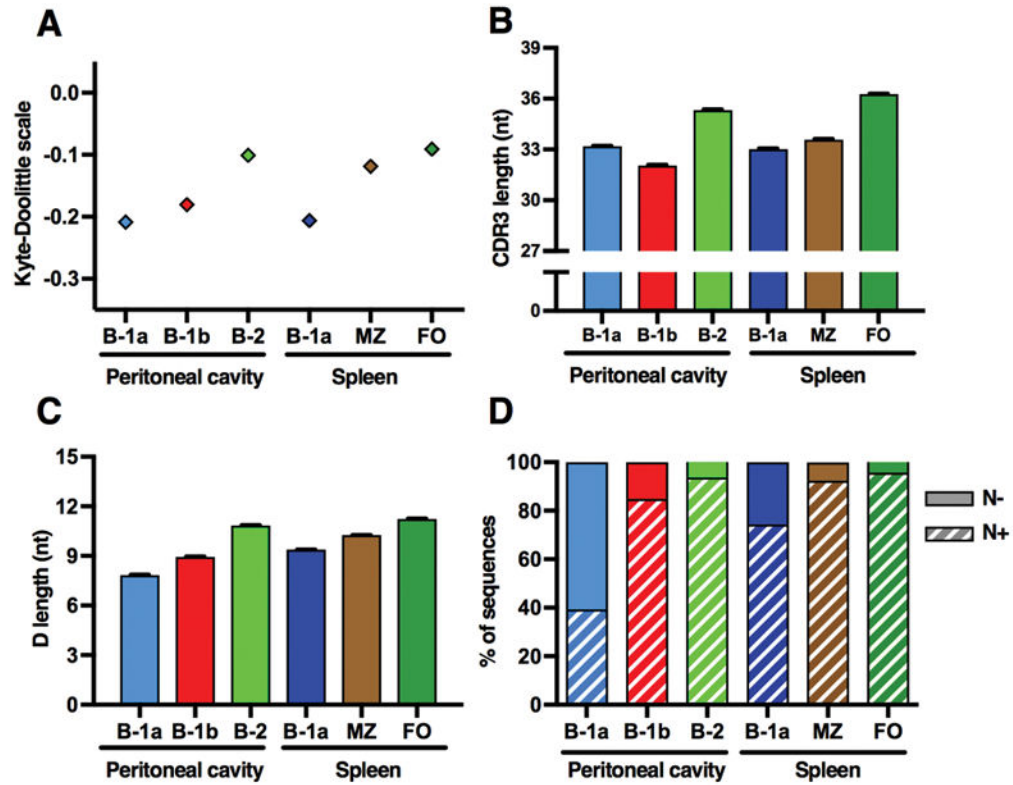 A
Kyte-Doolittle scale
0.0
-0.1
-0.2
-0.3
B-1a B-1b B-2 B-1a MZ FO
Peritoneal cavity Spleen
B
CDR3 length (nt)
39
36
33
30
27
0
B-1a B-1b B-2 B-1a MZ FO
Peritoneal cavity Spleen
C
D length (nt)
15
12
9
6
3
0
B-1a B-1b B-2 B-1a MZ FO
Peritoneal cavity Spleen
D
% of sequences
100
80
60
40
20
0
B-1a B-1b B-2 B-1a MZ FO
Peritoneal cavity Spleen
N-
N+